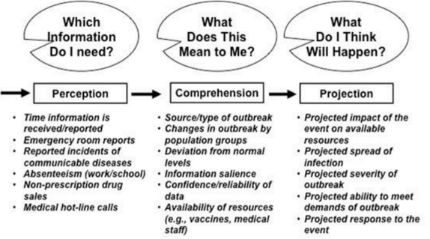 Which
Information
Do I need?
What
Does This
Mean to Me?
What
Do I Think
Will Happen?
Perception
Comprehension
Projection
• Time information is
received/reported
• Emergency room reports
• Reported incidents of
communicable diseases
• Absenteeism (work/school)
• Non-prescription drug
sales
• Medical hot-line calls
• Source/type of outbreak
• Changes in outbreak by
population groups
• Deviation from normal
levels
• Information salience
• Confidence/reliability of
data
• Availability of resources
(e.g., vaccines, medical
staff)
• Projected impact of the
event on available
resources
• Projected spread of
infection
• Projected severity of
outbreak
• Projected ability to meet
demands of outbreak
• Projected response to the
event